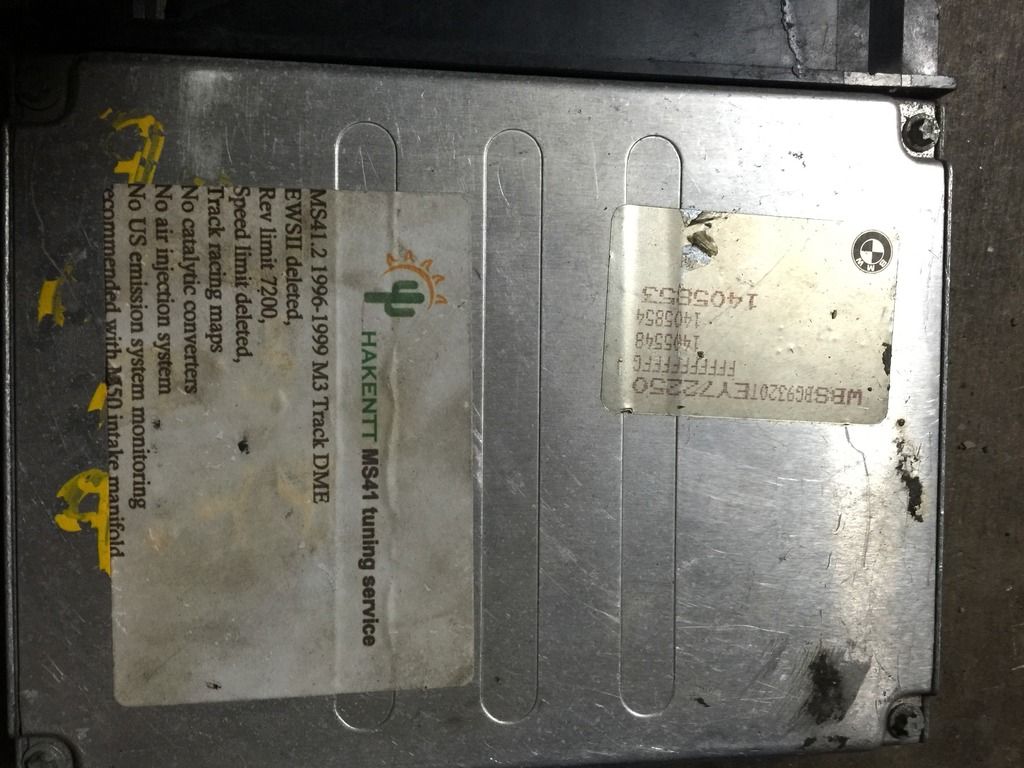 HAKENTT MS41 tuning service
MS41.2 1996-1999 M3 Track DME
EWSII deleted,
Rev limit 7200,
Speed limit deleted,
Track racing maps
No catalytic converters
No air injection system
No US emission system monitoring
ecommended with M50 intake manifold
BMW
WBSBG9320TEY72250
FFFFFFFFFFG
1405548
1405854
1405853